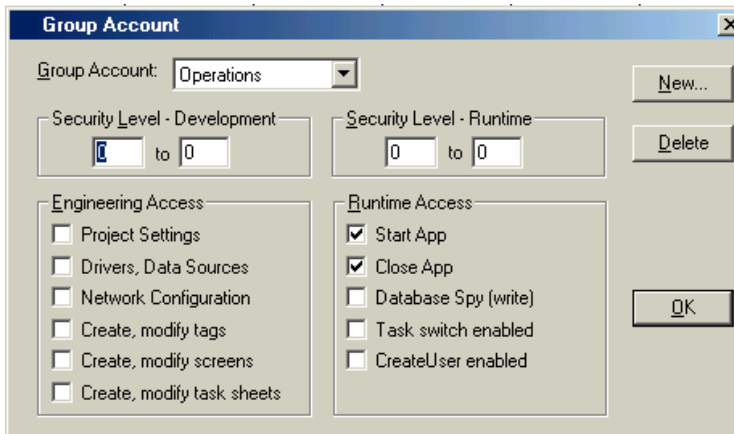 Group Account
Group Account: Operations
New...
Security Level - Development
0 to 0
Security Level - Runtime
0 to 0
Delete
Engineering Access
Project Settings
Drivers, Data Sources
Network Configuration
Create, modify tags
Create, modify screens
Create, modify task sheets
Runtime Access
Start App
Close App
Database Spy (write)
Task switch enabled
CreateUser enabled
OK